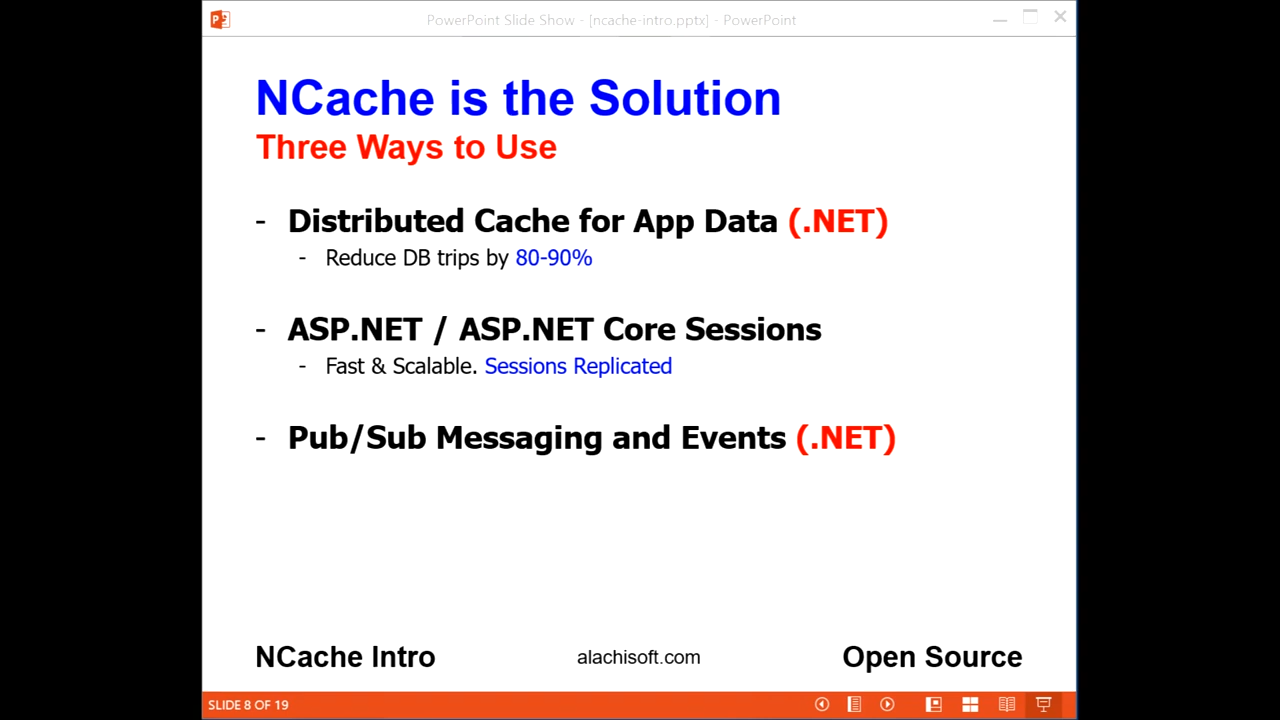 PowerPoint Slide Show - [ncache-intro.pptx] - PowerPoint
NCache is the Solution
Three Ways to Use
- Distributed Cache for App Data (.NET)
- Reduce DB trips by 80-90%
- ASP.NET / ASP.NET Core Sessions
- Fast & Scalable. Sessions Replicated
- Pub/Sub Messaging and Events (.NET)
NCache Intro alachisoft.com Open Source
SLIDE 8 OF 19